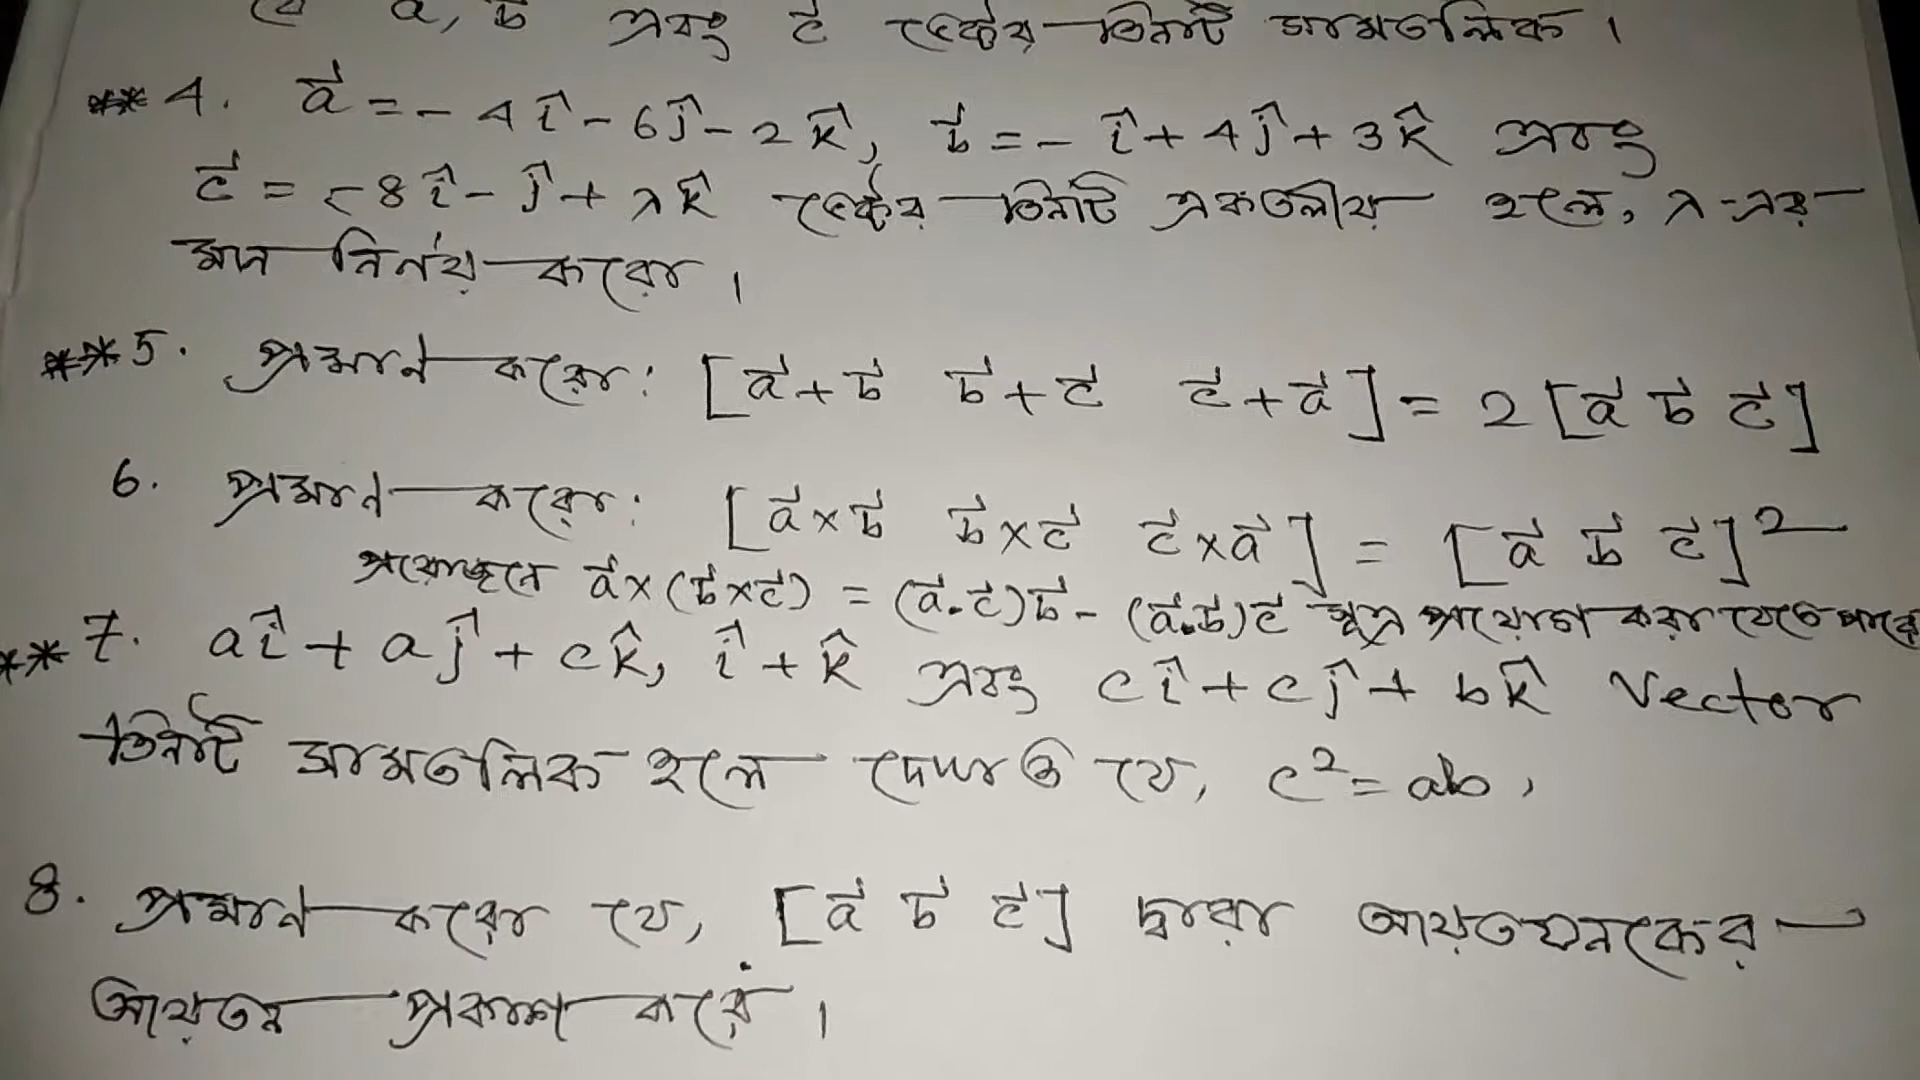 যে a⃗, b⃗ এবং c⃗ ভেক্টর তিনটি সামতলিক।
** 4. a⃗ = - 4î - 6ĵ - 2k̂, b⃗ = - î + 4ĵ + 3k̂ এবং
c⃗ = -8î - ĵ + λk̂ ভেক্টর তিনটি একতলীয় হলে, λ-এর
মান নির্ণয় করো।
** 5. প্রমাণ করো: [a⃗+b⃗ b⃗+c⃗ c⃗+a⃗] = 2 [a⃗ b⃗ c⃗]
6. প্রমাণ করো: [a⃗×b⃗ b⃗×c⃗ c⃗×a⃗] = [a⃗ b⃗ c⃗]²
প্রয়োজনে a⃗×(b⃗×c⃗) = (a⃗.c⃗)b⃗ - (a⃗.b⃗)c⃗ সূত্র প্রয়োগ করা যেতে পারে
** 7. aî + aĵ + ck̂, î + k̂ এবং cî + cĵ + bk̂ Vector
তিনটি সামতলিক হলে দেখাও যে, c² = ab,
8. প্রমাণ করো যে, [a⃗ b⃗ c⃗] দ্বারা আয়তঘনকের
আয়তন প্রকাশ করে।